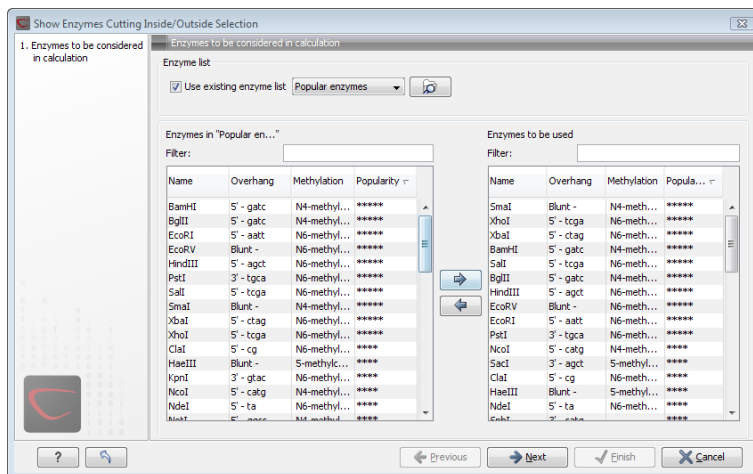 Show Enzymes Cutting Inside/Outside Selection
1. Enzymes to be considered
in calculation
Enzymes to be considered in calculation
Enzyme list
Use existing enzyme list Popular enzymes
Enzymes in "Popular en..."
Filter:
Name Overhang Methylation Popularity
BamHI 5' - gatc N4-methyl... *****
BglII 5' - gatc N4-methyl... *****
EcoRI 5' - aatt N6-methyl... *****
EcoRV Blunt - N6-methyl... *****
HindIII 5' - agct N6-methyl... *****
PstI 3' - tgca N6-methyl... *****
SalI 5' - tcga N6-methyl... *****
SmaI Blunt - N4-methyl... *****
XbaI 5' - ctag N6-methyl... *****
XhoI 5' - tcga N6-methyl... *****
ClaI 5' - cg N6-methyl... ****
HaeIII Blunt - 5-methylc... ****
KpnI 3' - gtac N6-methyl... ****
NcoI 5' - catg N4-methyl... ****
NdeI 5' - ta N6-methyl... ****
Enzymes to be used
Filter:
Name Overhang Methylation Popula...
SmaI Blunt - N4-meth... *****
XhoI 5' - tcga N6-meth... *****
XbaI 5' - ctag N6-meth... *****
BamHI 5' - gatc N4-meth... *****
SalI 5' - tcga N6-meth... *****
BglII 5' - gatc N4-meth... *****
HindIII 5' - agct N6-meth... *****
EcoRV Blunt - N6-meth... *****
EcoRI 5' - aatt N6-meth... *****
PstI 3' - tgca N6-meth... *****
NcoI 5' - catg N4-meth... ****
SacI 3' - agct 5-methyl... ****
ClaI 5' - cg N6-meth... ****
HaeIII Blunt - 5-methyl... ****
NdeI 5' - ta N6-meth... ****
? Previous Next Finish Cancel